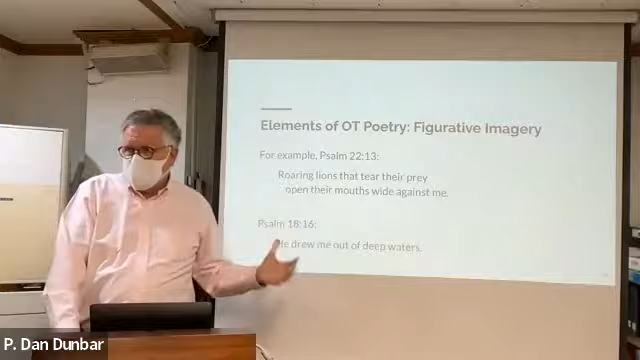 Elements of OT Poetry: Figurative Imagery
For example, Psalm 22:13:
Roaring lions that tear their prey
open their mouths wide against me.
Psalm 18:16:
He drew me out of deep waters.
P. Dan Dunbar